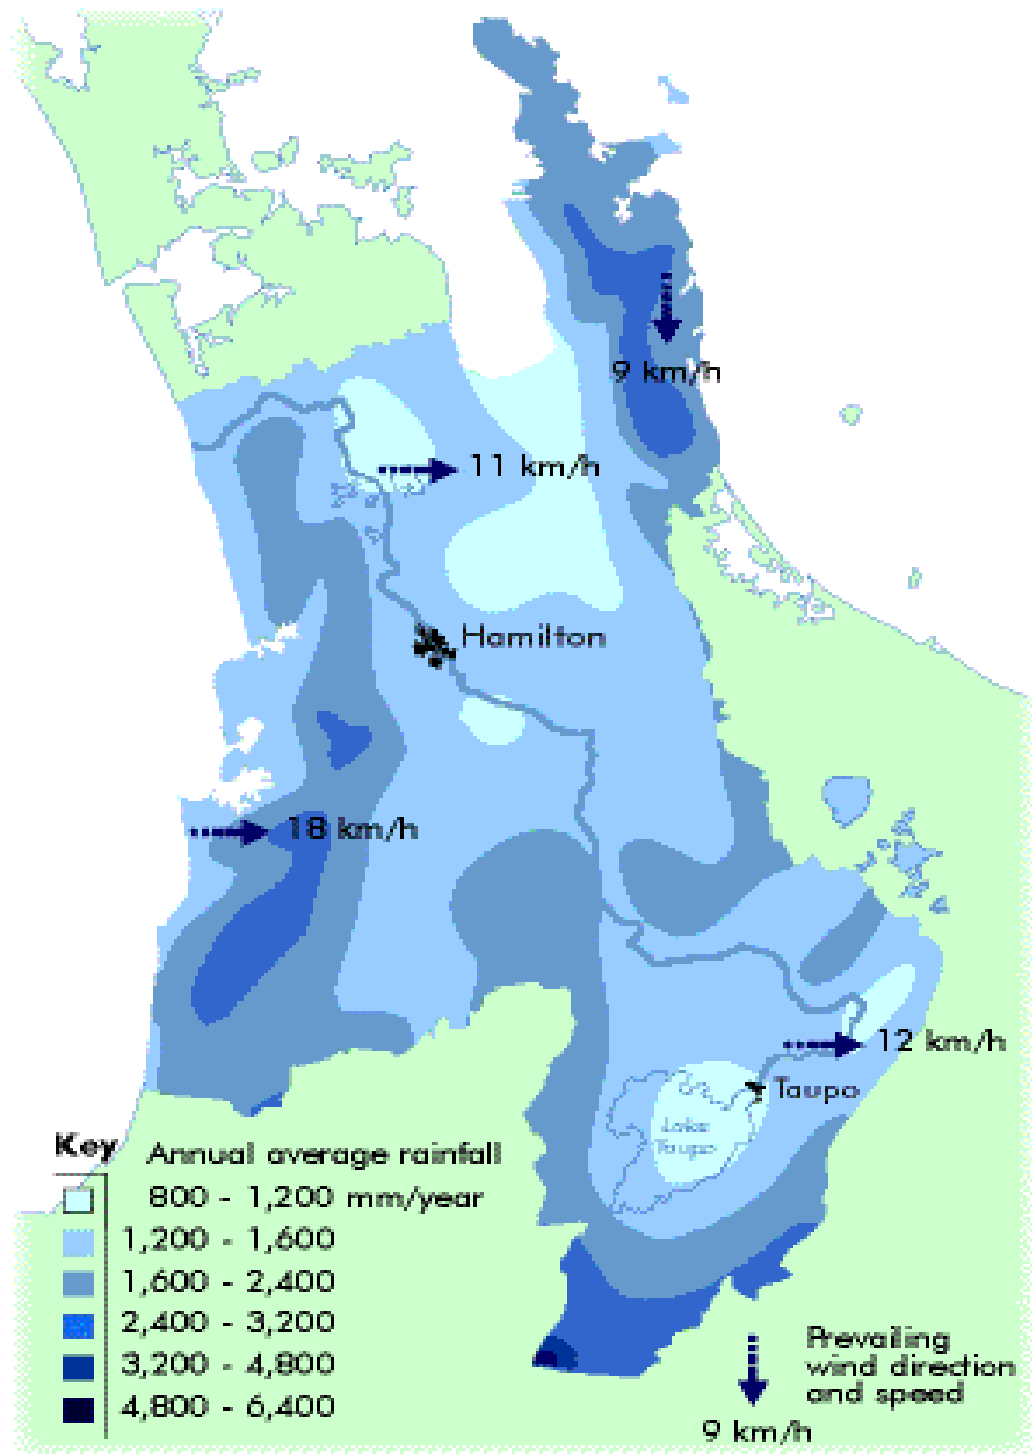 9 km/h
11 km/h
Hamilton
18 km/h
12 km/h
Taupo
Lake
Taupo
Key
Annual average rainfall
800 - 1,200 mm/year
1,200 - 1,600
1,600 - 2,400
2,400 - 3,200
3,200 - 4,800
4,800 - 6,400
Prevailing
wind direction
and speed
9 km/h